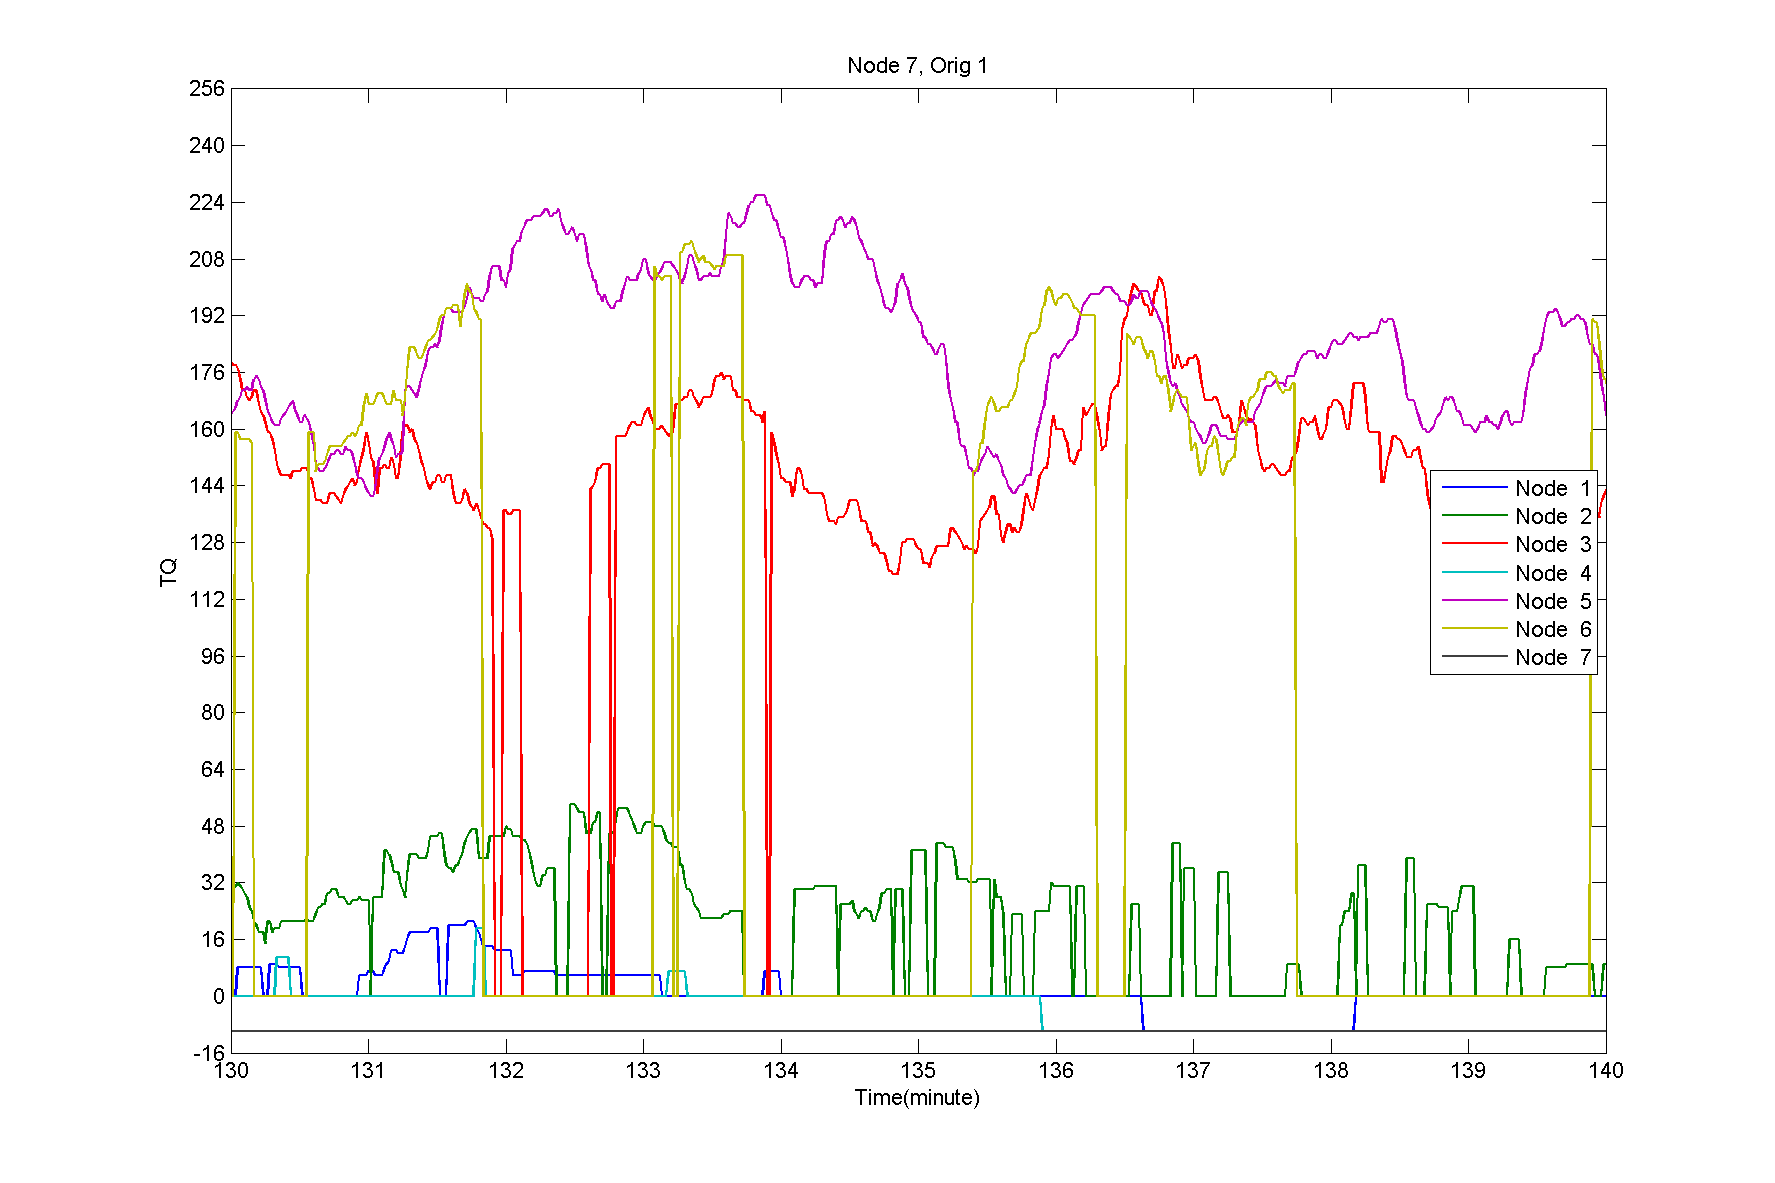 Node 7, Orig 1
256
240
224
208
192
176
160
144
128
112
96
80
64
48
32
16
0
-16
TQ
Node 1
Node 2
Node 3
Node 4
Node 5
Node 6
Node 7
130 131 132 133 134 135 136 137 138 139 140
Time(minute)